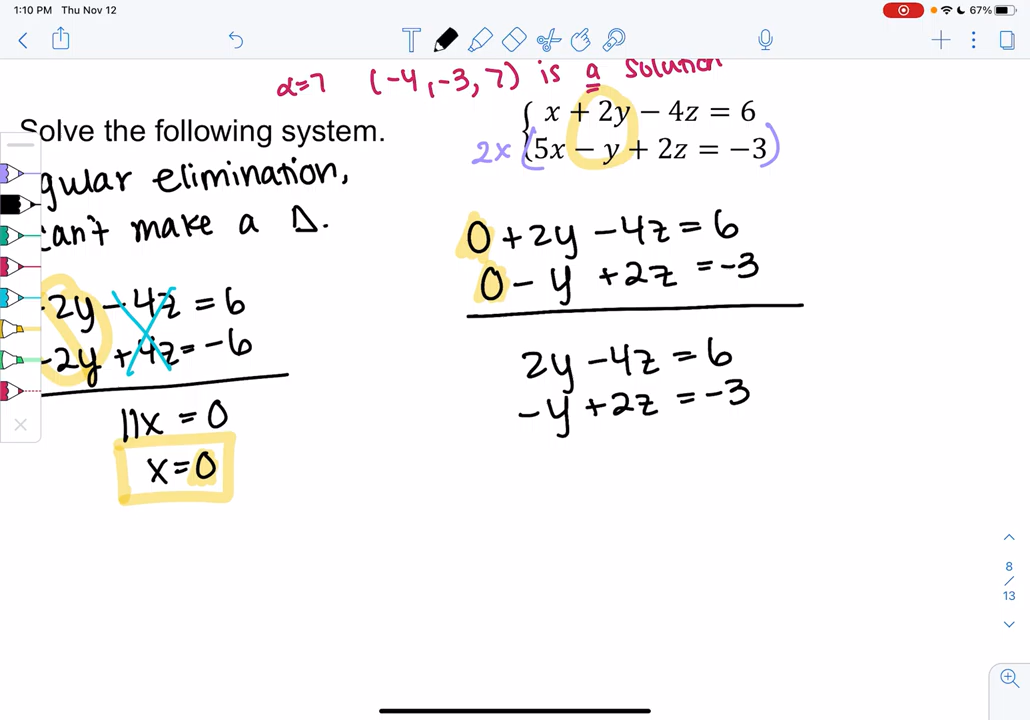 1:10 PM Thu Nov 12
67%
T
α=7 (-4,-3,7) is a solution
Solve the following system.
x + 2y − 4z = 6
2x (5x − y + 2z = −3)
gular elimination,
can't make a Δ.
0 + 2y - 4z = 6
0 - y + 2z = -3
2y - 4z = 6
-2y + 4z = -6
11x = 0
x = 0
2y - 4z = 6
-y + 2z = -3
8
/
13